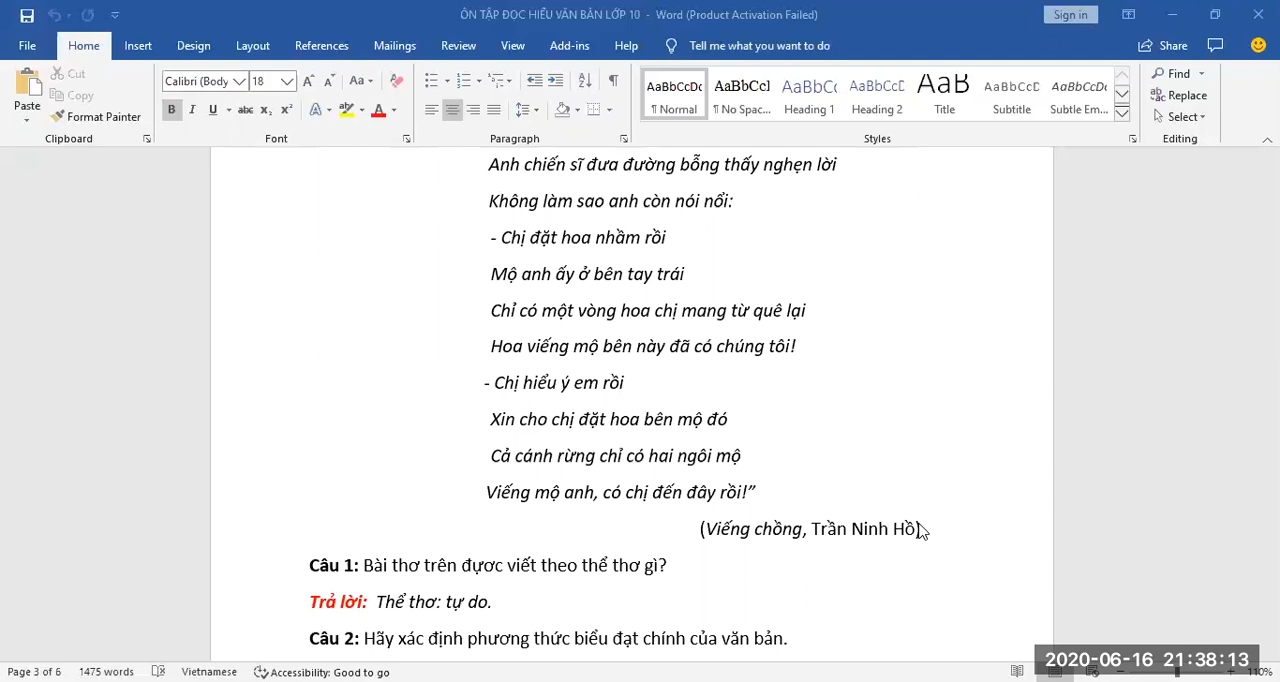 ÔN TẬP ĐỌC HIỂU VĂN BẢN LỚP 10 - Word (Product Activation Failed)
Sign in
File Home Insert Design Layout References Mailings Review View Add-ins Help Tell me what you want to do Share
Cut
Copy
Paste
Format Painter
Calibri (Body 18
Aa
B I U abc x₂ x² A ab A
AaBbCcDc AaBbCcI AaBbCc AaBbCcD AaB AaBbCcD AaBbCcDc
¶ Normal ¶ No Spac... Heading 1 Heading 2 Title Subtitle Subtle Em...
Find
Replace
Select
Clipboard Font Paragraph Styles Editing
Anh chiến sĩ đưa đường bỗng thấy nghẹn lời
Không làm sao anh còn nói nổi:
- Chị đặt hoa nhầm rồi
Mộ anh ấy ở bên tay trái
Chỉ có một vòng hoa chị mang từ quê lại
Hoa viếng mộ bên này đã có chúng tôi!
- Chị hiểu ý em rồi
Xin cho chị đặt hoa bên mộ đó
Cả cánh rừng chỉ có hai ngôi mộ
Viếng mộ anh, có chị đến đây rồi!”
(Viếng chồng, Trần Ninh Hồ)
Câu 1: Bài thơ trên đựơc viết theo thể thơ gì?
Trả lời: Thể thơ: tự do.
Câu 2: Hãy xác định phương thức biểu đạt chính của văn bản.
Page 3 of 6 1475 words Vietnamese Accessibility: Good to go 110%
2020-06-16 21:38:13